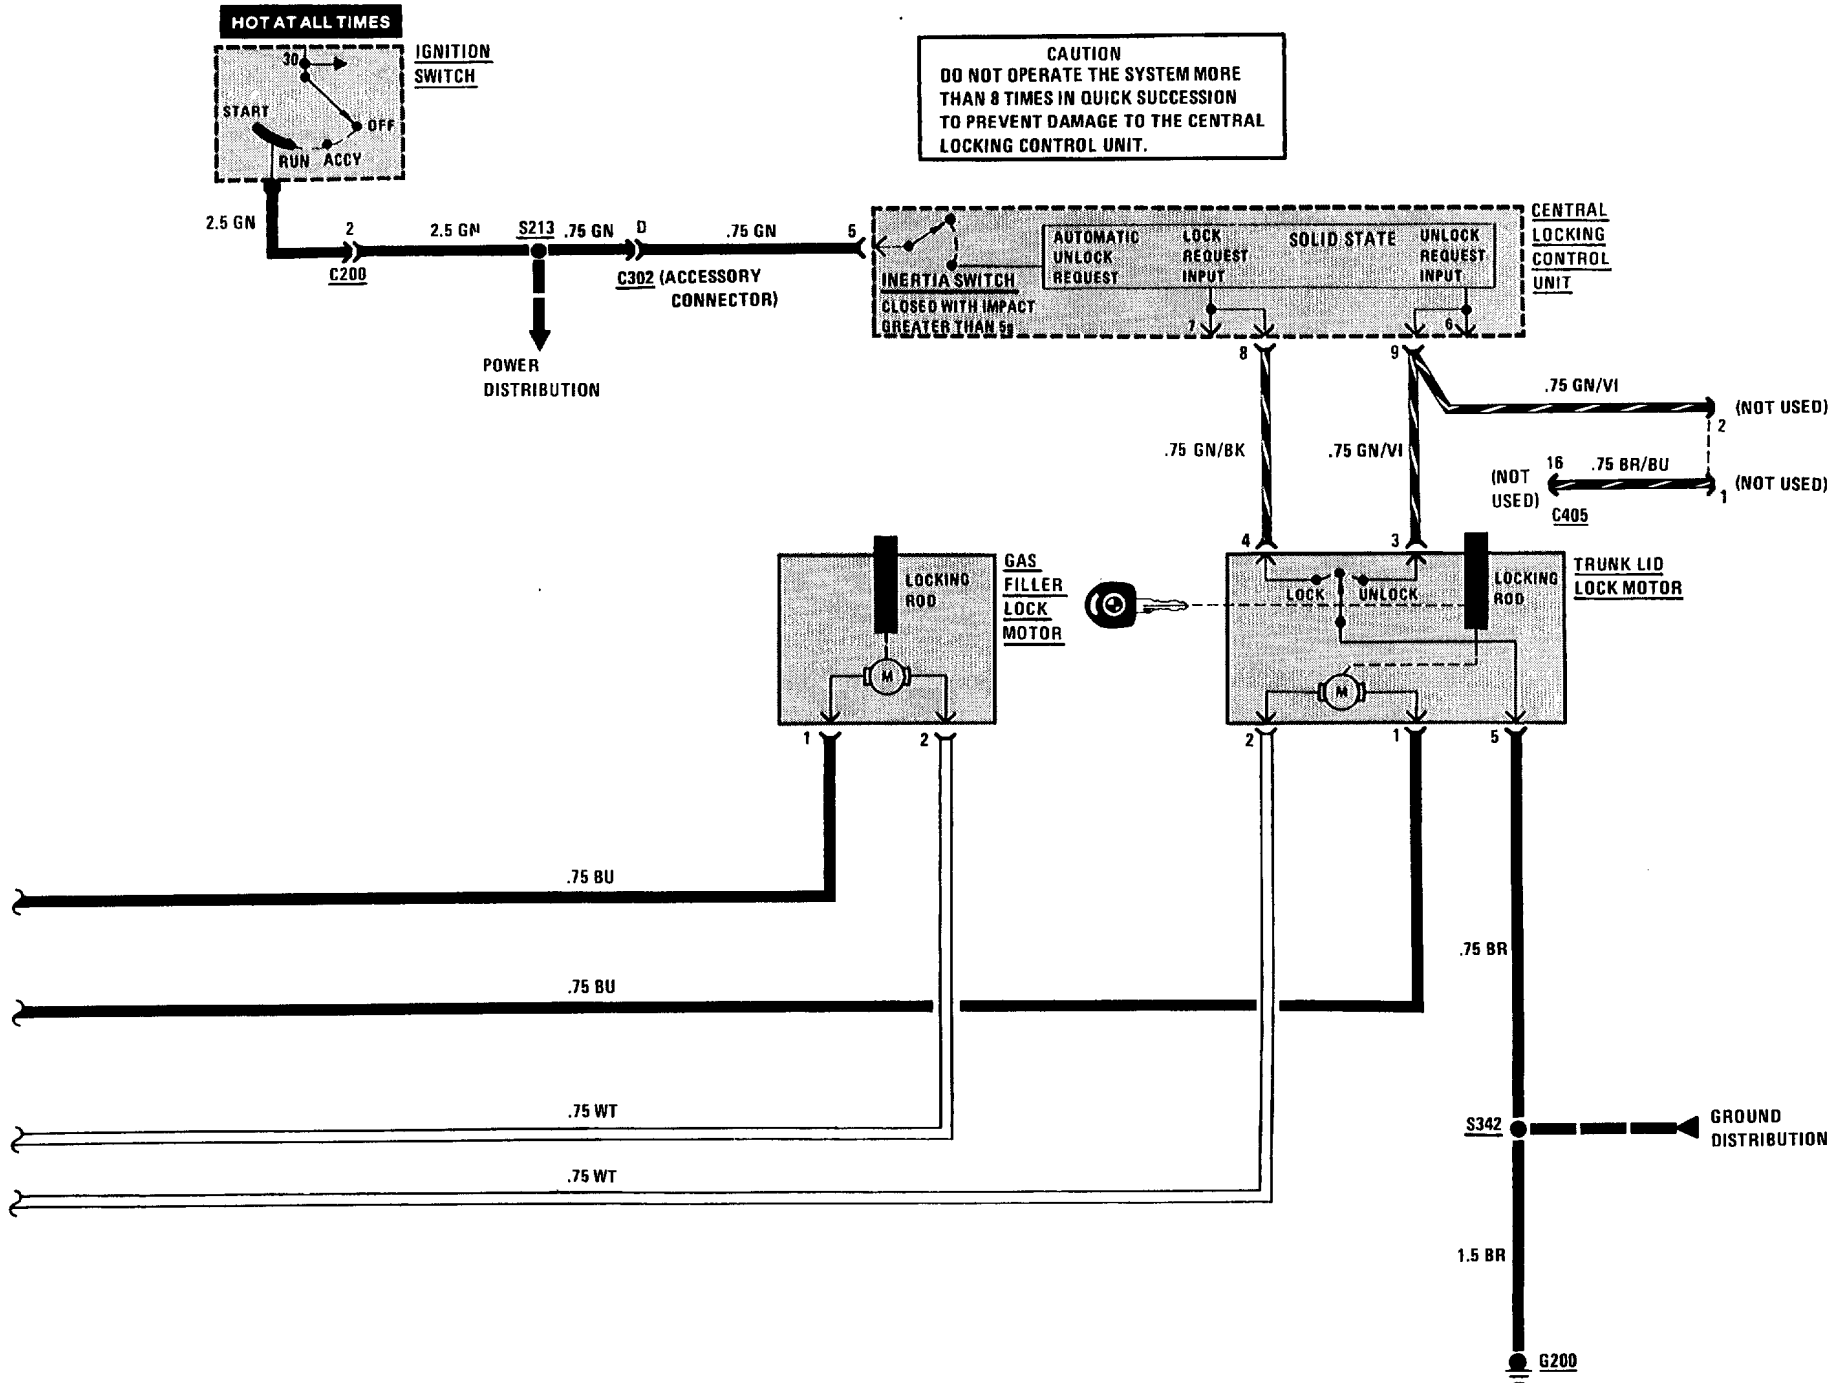 HOT AT ALL TIMES
IGNITION
SWITCH
30
START
OFF
RUN ACCY
CAUTION
DO NOT OPERATE THE SYSTEM MORE
THAN 8 TIMES IN QUICK SUCCESSION
TO PREVENT DAMAGE TO THE CENTRAL
LOCKING CONTROL UNIT.
2.5 GN
2
C200
2.5 GN
S213
.75 GN
D
C302 (ACCESSORY
CONNECTOR)
.75 GN
5
POWER
DISTRIBUTION
INERTIA SWITCH
CLOSED WITH IMPACT
GREATER THAN 5g
AUTOMATIC
UNLOCK
REQUEST
LOCK
REQUEST
INPUT
SOLID STATE
UNLOCK
REQUEST
INPUT
7
6
CENTRAL
LOCKING
CONTROL
UNIT
8
9
.75 GN/VI
(NOT USED)
2
.75 GN/BK
.75 GN/VI
(NOT
USED)
16
.75 BR/BU
C405
1
(NOT USED)
4
3
LOCKING
ROD
M
GAS
FILLER
LOCK
MOTOR
1
2
LOCK
UNLOCK
LOCKING
ROD
M
TRUNK LID
LOCK MOTOR
2
1
5
.75 BU
.75 BU
.75 BR
.75 WT
.75 WT
S342
GROUND
DISTRIBUTION
1.5 BR
G200